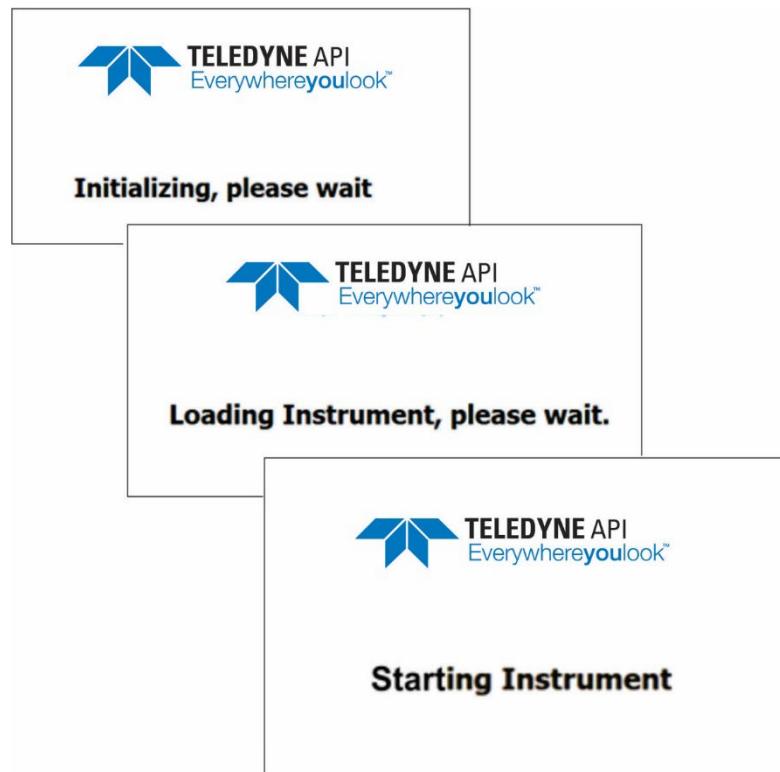 TELEDYNE API
Everywhereyoulook™
Initializing, please wait
TELEDYNE API
Everywhereyoulook™
Loading Instrument, please wait.
TELEDYNE API
Everywhereyoulook™
Starting Instrument